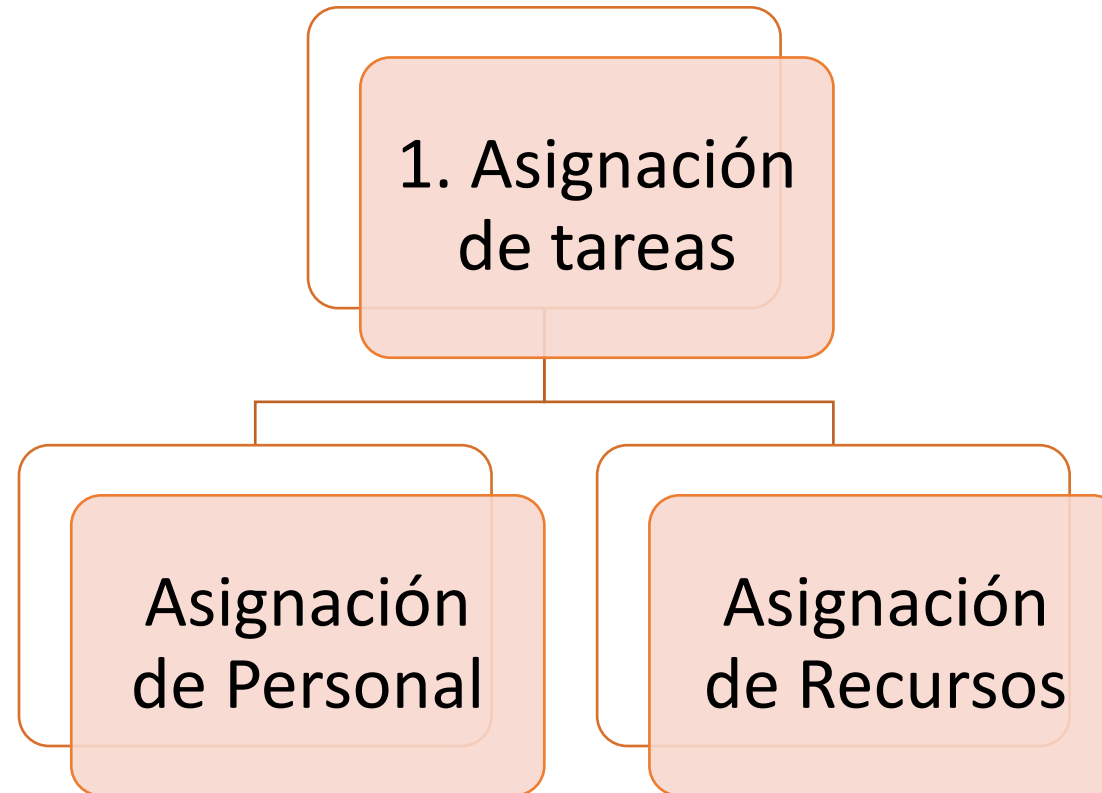 1. Asignación
de tareas
Asignación
de Personal
Asignación
de Recursos